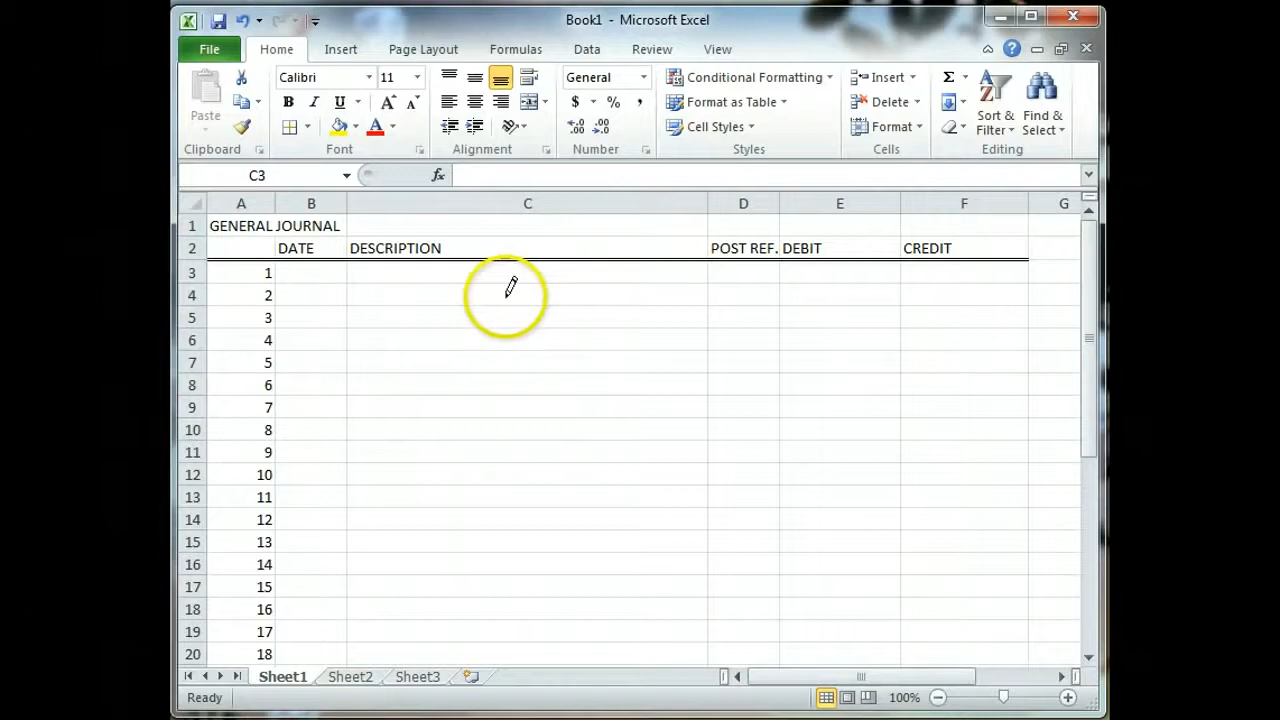 Book1 - Microsoft Excel
File Home Insert Page Layout Formulas Data Review View
Calibri 11 General Conditional Formatting Insert Σ
Paste B I U A A $ % , Format as Table Delete Sort & Find &
A Cell Styles Format Filter Select
Clipboard Font Alignment Number Styles Cells Editing
C3 fx
A B C D E F G
1 GENERAL JOURNAL
2 DATE DESCRIPTION POST REF. DEBIT CREDIT
3 1
4 2
5 3
6 4
7 5
8 6
9 7
10 8
11 9
12 10
13 11
14 12
15 13
16 14
17 15
18 16
19 17
20 18
Sheet1 Sheet2 Sheet3
Ready 100%